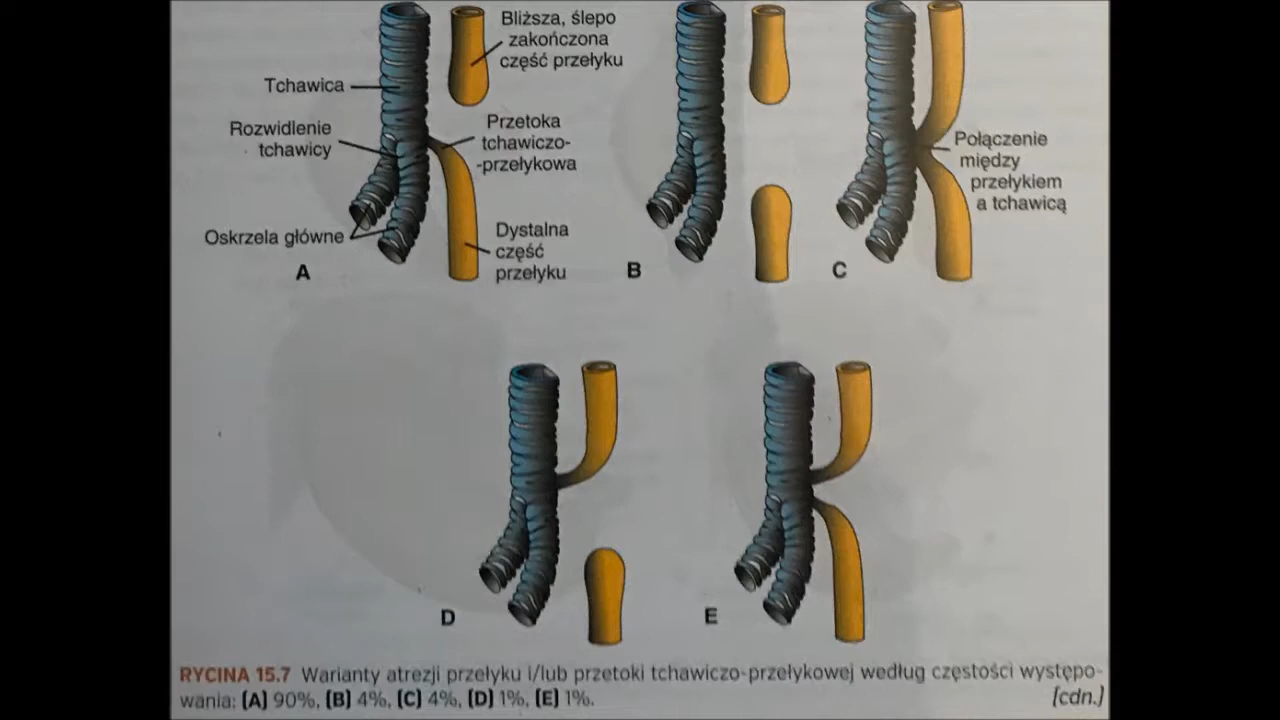 Bliższa, ślepo
zakończona
część przełyku
Tchawica
Rozwidlenie
tchawicy
Przetoka
tchawiczo-
-przełykowa
Oskrzela główne
Dystalna
część
przełyku
A
B
Połączenie
między
przełykiem
a tchawicą
C
D
E
RYCINA 15.7 Warianty atrezji przełyku i/lub przetoki tchawiczo-przełykowej według częstości występo-
wania: (A) 90%, (B) 4%, (C) 4%, (D) 1%, (E) 1%. [cdn.]